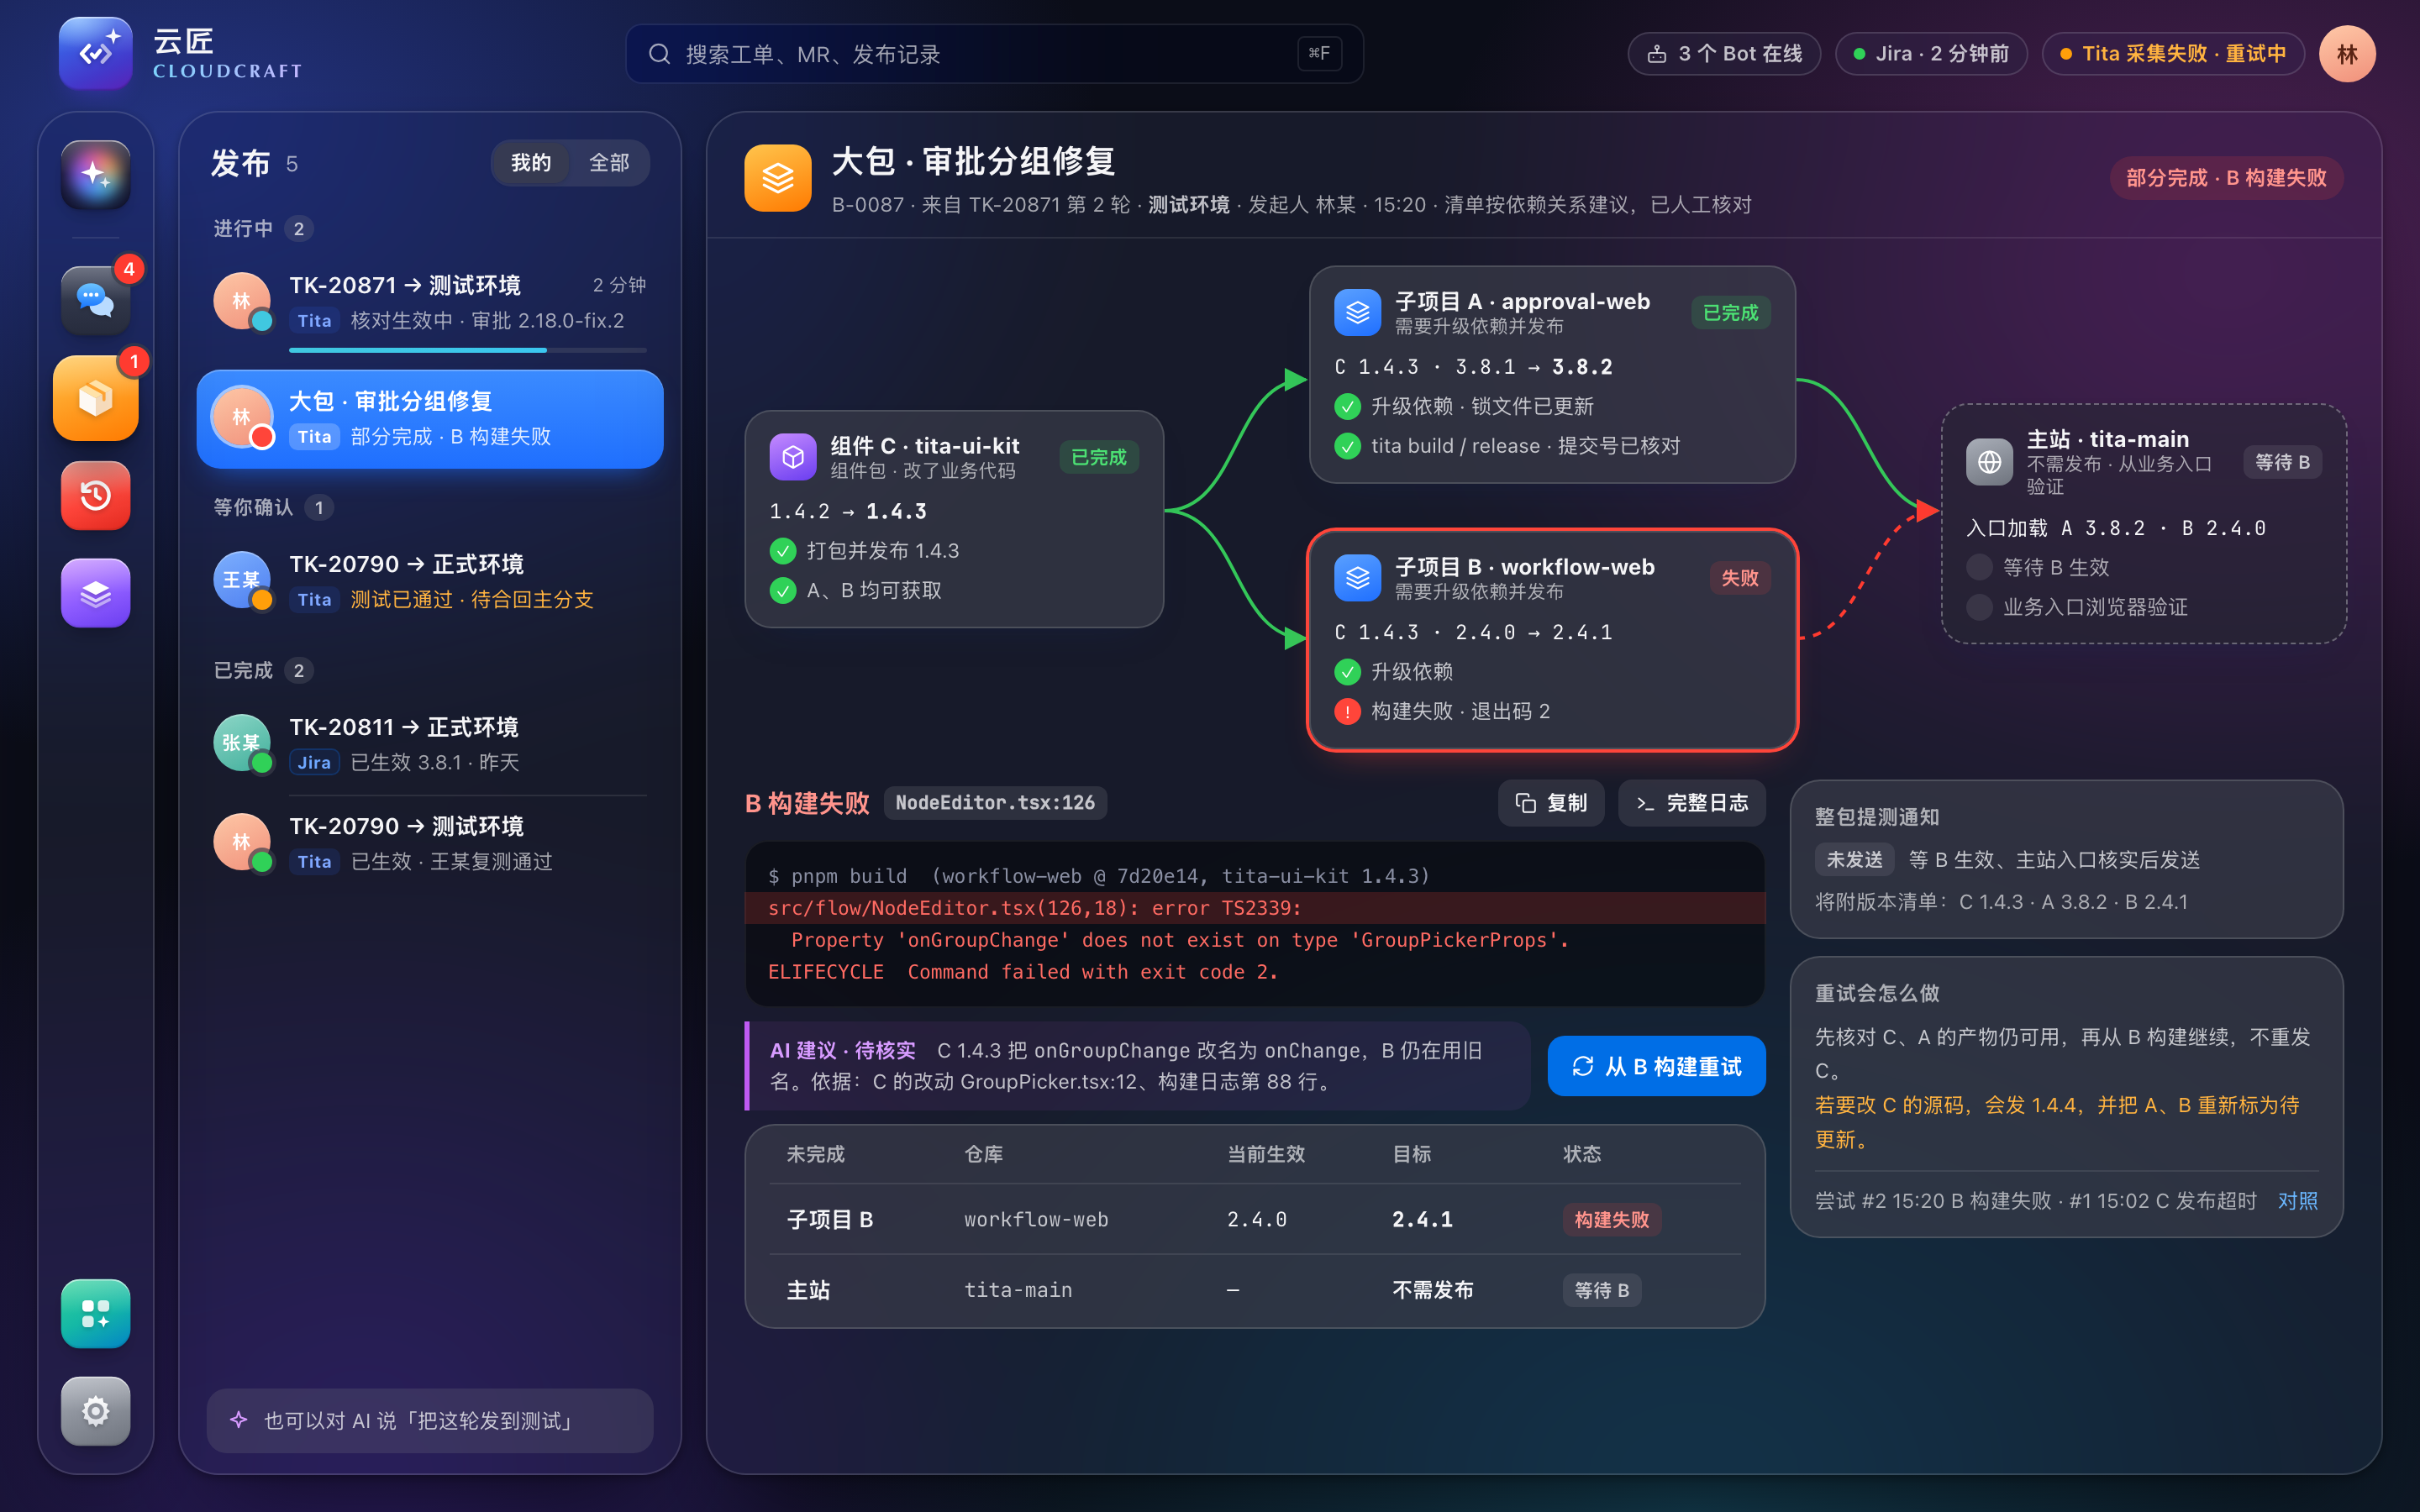 云匠
CLOUDCRAFT
搜索工单、MR、发布记录
⌘F
3 个 Bot 在线
Jira · 2 分钟前
Tita 采集失败 · 重试中
林
4
1
发布 5
我的
全部
进行中 2
林
TK-20871 → 测试环境
2 分钟
Tita 核对生效中 · 审批 2.18.0-fix.2
林
大包 · 审批分组修复
Tita 部分完成 · B 构建失败
等你确认 1
王某
TK-20790 → 正式环境
Tita 测试已通过 · 待合回主分支
已完成 2
张某
TK-20811 → 正式环境
Jira 已生效 3.8.1 · 昨天
林
TK-20790 → 测试环境
Tita 已生效 · 王某复测通过
也可以对 AI 说「把这轮发到测试」
大包 · 审批分组修复
B-0087 · 来自 TK-20871 第 2 轮 · 测试环境 · 发起人 林某 · 15:20 · 清单按依赖关系建议，已人工核对
部分完成 · B 构建失败
组件 C · tita-ui-kit
组件包 · 改了业务代码
已完成
1.4.2 → 1.4.3
打包并发布 1.4.3
A、B 均可获取
子项目 A · approval-web
需要升级依赖并发布
已完成
C 1.4.3 · 3.8.1 → 3.8.2
升级依赖 · 锁文件已更新
tita build / release · 提交号已核对
子项目 B · workflow-web
需要升级依赖并发布
失败
C 1.4.3 · 2.4.0 → 2.4.1
升级依赖
! 构建失败 · 退出码 2
主站 · tita-main
不需发布 · 从业务入口
验证
等待 B
入口加载 A 3.8.2 · B 2.4.0
等待 B 生效
业务入口浏览器验证
B 构建失败
NodeEditor.tsx:126
复制
完整日志
$ pnpm build (workflow-web @ 7d20e14, tita-ui-kit 1.4.3)
src/flow/NodeEditor.tsx(126,18): error TS2339:
Property 'onGroupChange' does not exist on type 'GroupPickerProps'.
ELIFECYCLE Command failed with exit code 2.
AI 建议 · 待核实 C 1.4.3 把 onGroupChange 改名为 onChange，B 仍在用旧
名。依据：C 的改动 GroupPicker.tsx:12、构建日志第 88 行。
从 B 构建重试
未完成 仓库 当前生效 目标 状态
子项目 B workflow-web 2.4.0 2.4.1 构建失败
主站 tita-main — 不需发布 等待 B
整包提测通知
未发送 等 B 生效、主站入口核实后发送
将附版本清单：C 1.4.3 · A 3.8.2 · B 2.4.1
重试会怎么做
先核对 C、A 的产物仍可用，再从 B 构建继续，不重发
C。
若要改 C 的源码，会发 1.4.4，并把 A、B 重新标为待
更新。
尝试 #2 15:20 B 构建失败 · #1 15:02 C 发布超时 对照